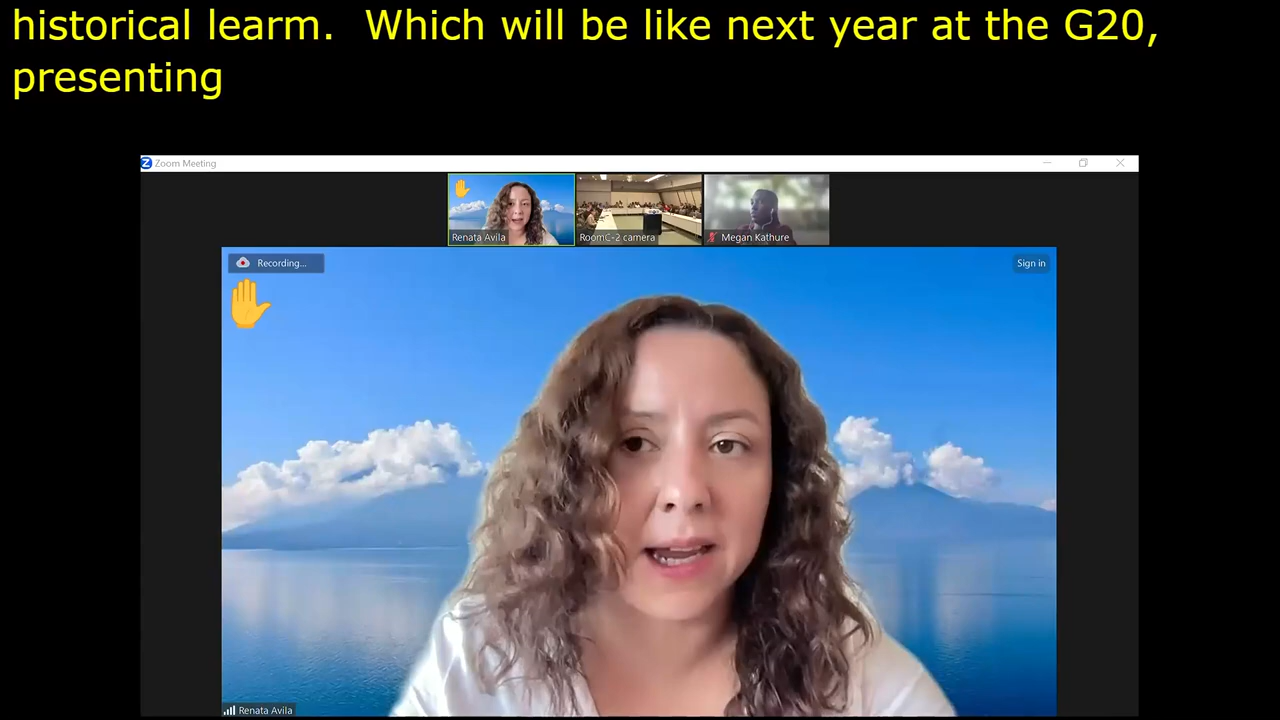 historical learm.  Which will be like next year at the G20,
presenting
Zoom Meeting
Renata Avila
RoomC-2 camera
Megan Kathure
Recording...
Sign in
Renata Avila